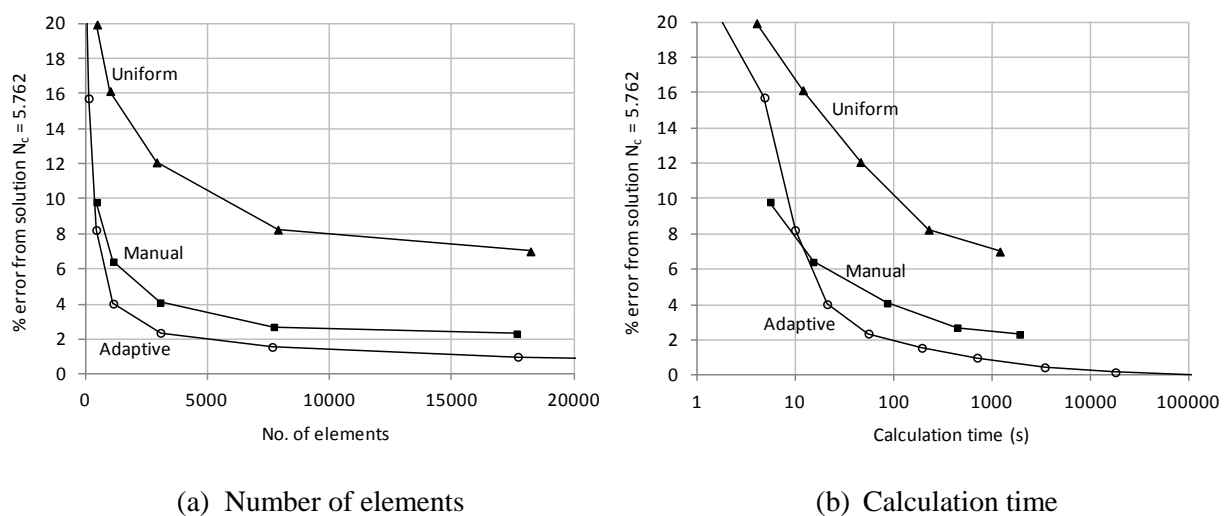 % error from solution Nc = 5.762
20
18
16
14
12
10
8
6
4
2
0
Uniform
Manual
Adaptive
0 5000 10000 15000 20000
No. of elements
(a) Number of elements
% error from solution Nc = 5.762
20
18
16
14
12
10
8
6
4
2
0
Uniform
Manual
Adaptive
1 10 100 1000 10000 100000
Calculation time (s)
(b) Calculation time